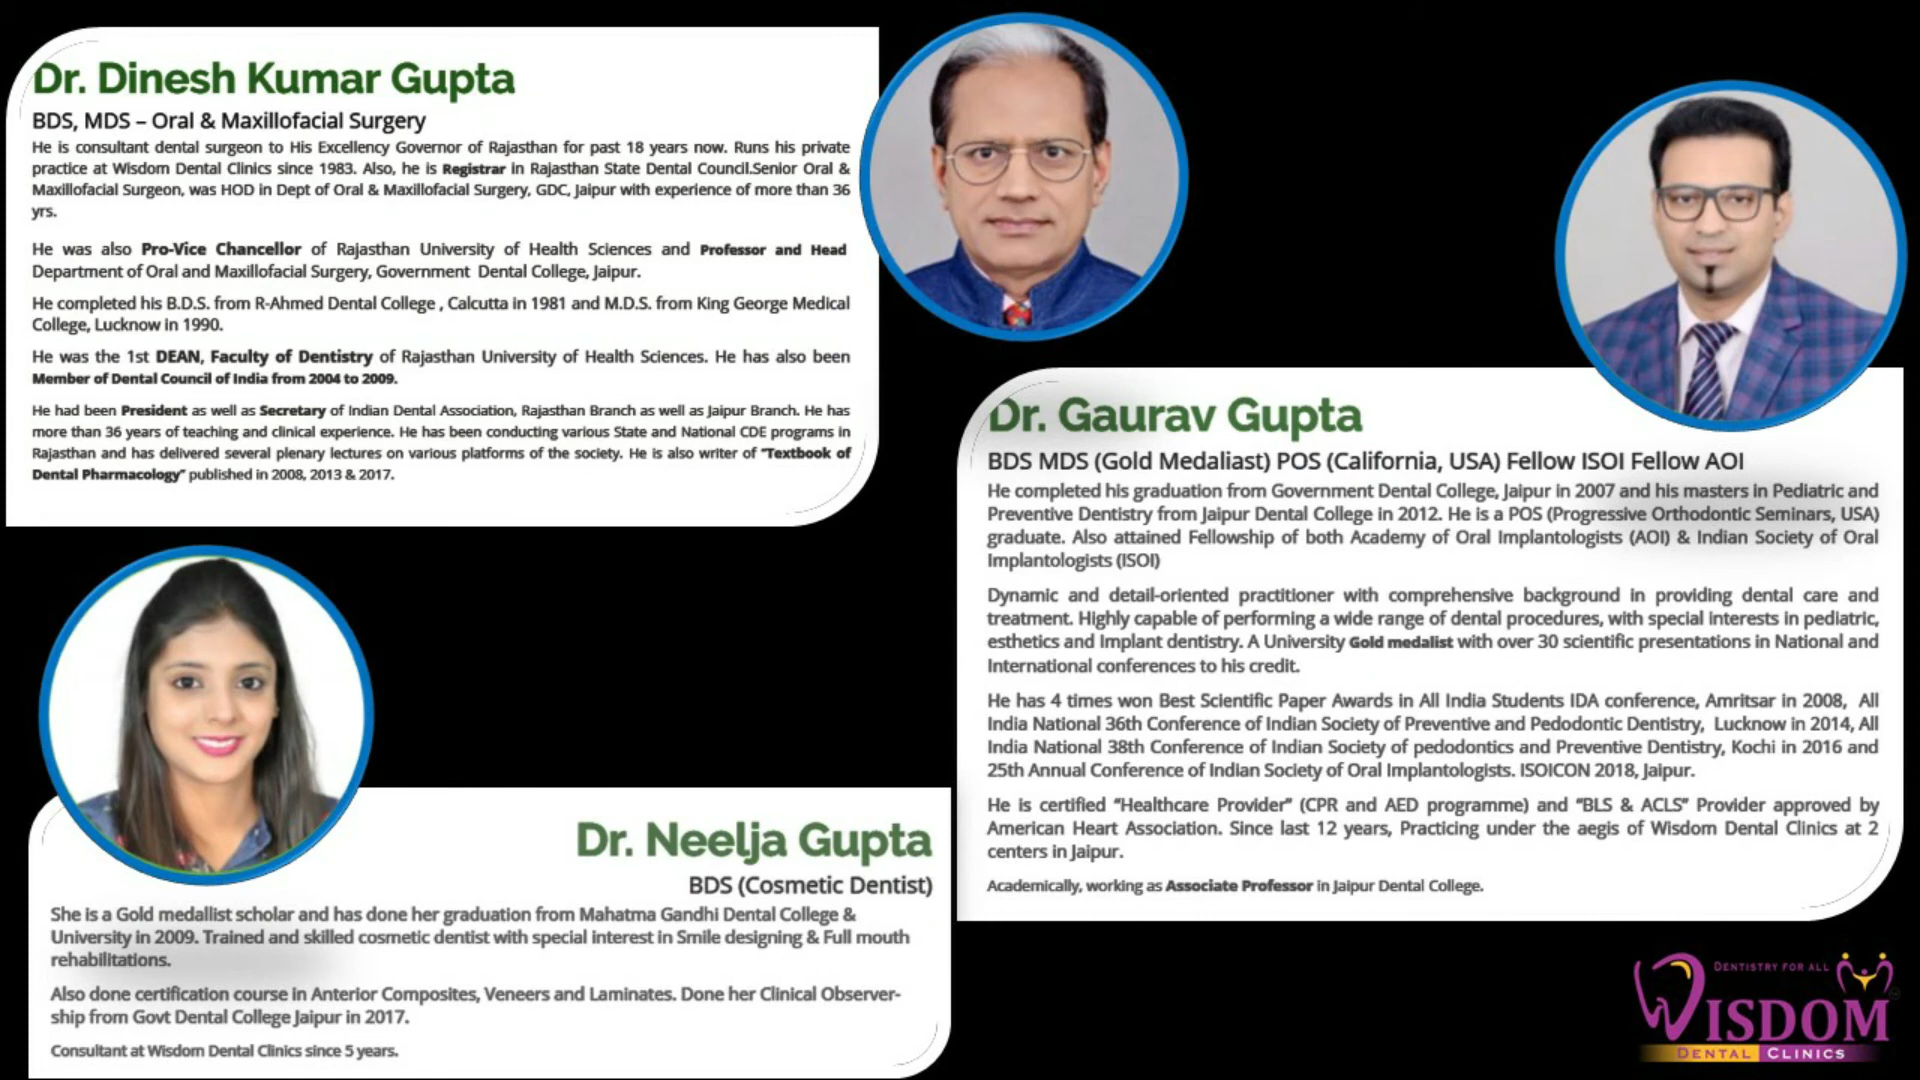 Dr. Dinesh Kumar Gupta
BDS, MDS – Oral & Maxillofacial Surgery
He is consultant dental surgeon to His Excellency Governor of Rajasthan for past 18 years now. Runs his private
practice at Wisdom Dental Clinics since 1983. Also, he is Registrar in Rajasthan State Dental Council.Senior Oral &
Maxillofacial Surgeon, was HOD in Dept of Oral & Maxillofacial Surgery, GDC, Jaipur with experience of more than 36
yrs.
He was also Pro-Vice Chancellor of Rajasthan University of Health Sciences and Professor and Head
Department of Oral and Maxillofacial Surgery, Government Dental College, Jaipur.
He completed his B.D.S. from R-Ahmed Dental College , Calcutta in 1981 and M.D.S. from King George Medical
College, Lucknow in 1990.
He was the 1st DEAN, Faculty of Dentistry of Rajasthan University of Health Sciences. He has also been
Member of Dental Council of India from 2004 to 2009.
He had been President as well as Secretary of Indian Dental Association, Rajasthan Branch as well as Jaipur Branch. He has
more than 36 years of teaching and clinical experience. He has been conducting various State and National CDE programs in
Rajasthan and has delivered several plenary lectures on various platforms of the society. He is also writer of "Textbook of
Dental Pharmacology" published in 2008, 2013 & 2017.
Dr. Gaurav Gupta
BDS MDS (Gold Medaliast) POS (California, USA) Fellow ISOI Fellow AOI
He completed his graduation from Government Dental College, Jaipur in 2007 and his masters in Pediatric and
Preventive Dentistry from Jaipur Dental College in 2012. He is a POS (Progressive Orthodontic Seminars, USA)
graduate. Also attained Fellowship of both Academy of Oral Implantologists (AOI) & Indian Society of Oral
Implantologists (ISOI)
Dynamic and detail-oriented practitioner with comprehensive background in providing dental care and
treatment. Highly capable of performing a wide range of dental procedures, with special interests in pediatric,
esthetics and Implant dentistry. A University Gold medalist with over 30 scientific presentations in National and
International conferences to his credit.
He has 4 times won Best Scientific Paper Awards in All India Students IDA conference, Amritsar in 2008, All
India National 36th Conference of Indian Society of Preventive and Pedodontic Dentistry, Lucknow in 2014, All
India National 38th Conference of Indian Society of pedodontics and Preventive Dentistry, Kochi in 2016 and
25th Annual Conference of Indian Society of Oral Implantologists. ISOICON 2018, Jaipur.
He is certified "Healthcare Provider" (CPR and AED programme) and "BLS & ACLS" Provider approved by
American Heart Association. Since last 12 years, Practicing under the aegis of Wisdom Dental Clinics at 2
centers in Jaipur.
Academically, working as Associate Professor in Jaipur Dental College.
Dr. Neelja Gupta
BDS (Cosmetic Dentist)
She is a Gold medallist scholar and has done her graduation from Mahatma Gandhi Dental College &
University in 2009. Trained and skilled cosmetic dentist with special interest in Smile designing & Full mouth
rehabilitations.
Also done certification course in Anterior Composites, Veneers and Laminates. Done her Clinical Observer-
ship from Govt Dental College Jaipur in 2017.
Consultant at Wisdom Dental Clinics since 5 years.
DENTISTRY FOR ALL
WISDOM
DENTAL CLINICS